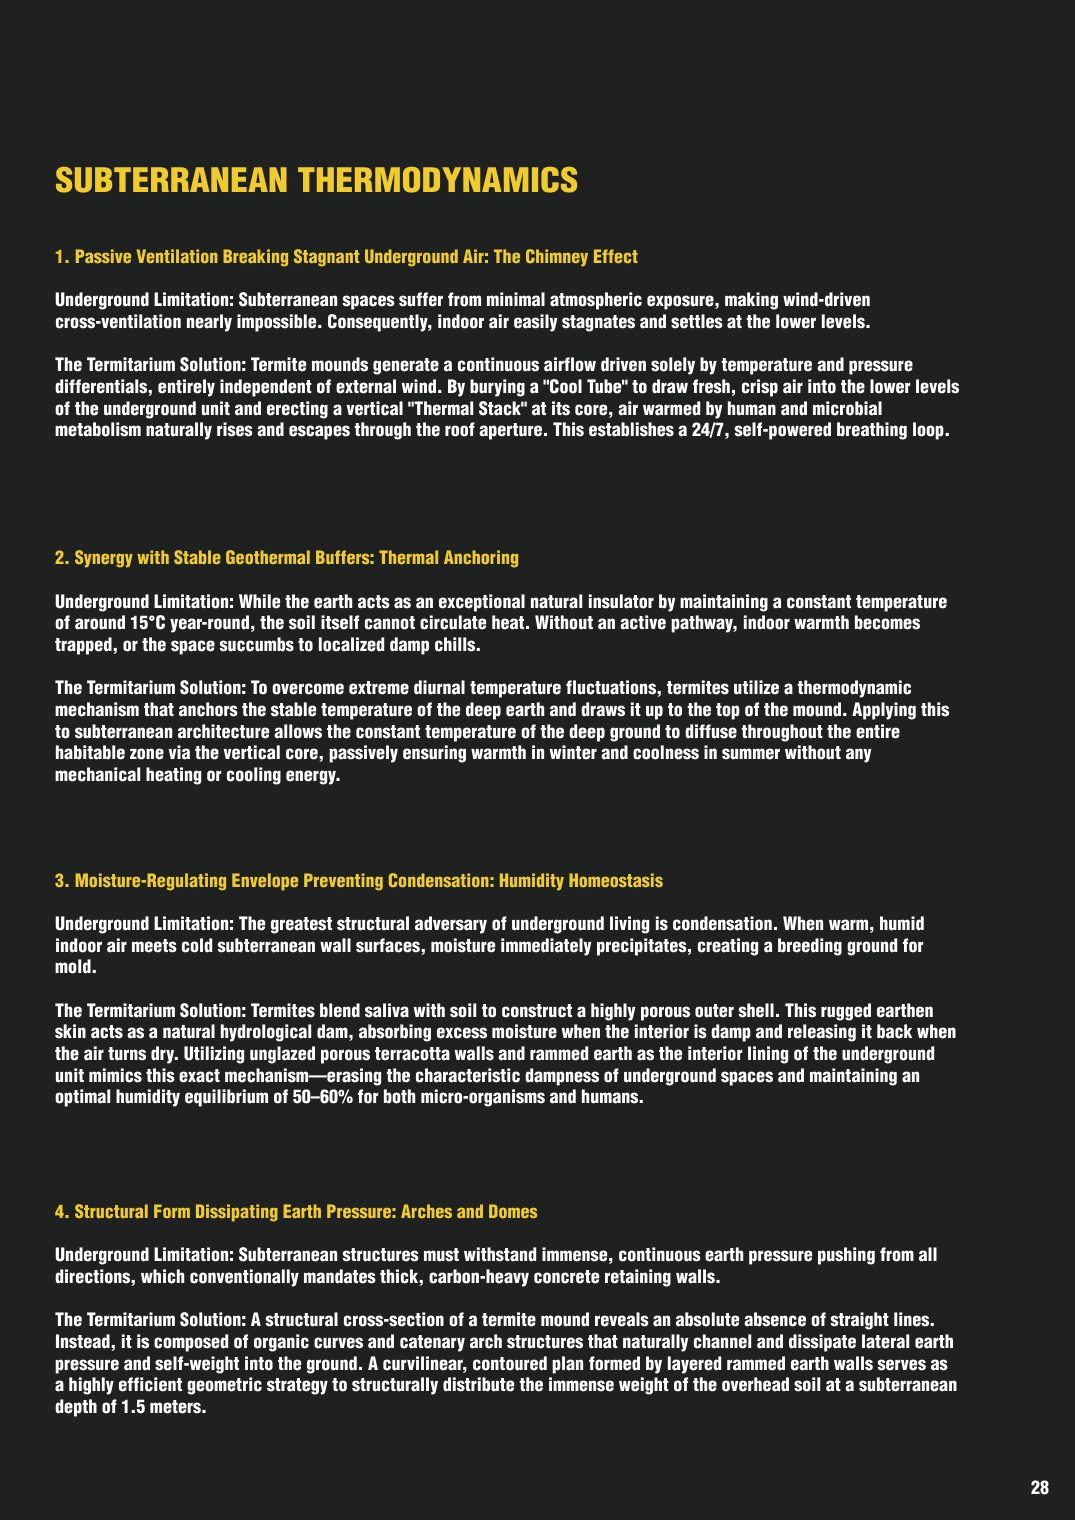 SUBTERRANEAN THERMODYNAMICS
1. Passive Ventilation Breaking Stagnant Underground Air: The Chimney Effect
Underground Limitation: Subterranean spaces suffer from minimal atmospheric exposure, making wind-driven
cross-ventilation nearly impossible. Consequently, indoor air easily stagnates and settles at the lower levels.
The Termitarium Solution: Termite mounds generate a continuous airflow driven solely by temperature and pressure
differentials, entirely independent of external wind. By burying a "Cool Tube" to draw fresh, crisp air into the lower levels
of the underground unit and erecting a vertical "Thermal Stack" at its core, air warmed by human and microbial
metabolism naturally rises and escapes through the roof aperture. This establishes a 24/7, self-powered breathing loop.
2. Synergy with Stable Geothermal Buffers: Thermal Anchoring
Underground Limitation: While the earth acts as an exceptional natural insulator by maintaining a constant temperature
of around 15°C year-round, the soil itself cannot circulate heat. Without an active pathway, indoor warmth becomes
trapped, or the space succumbs to localized damp chills.
The Termitarium Solution: To overcome extreme diurnal temperature fluctuations, termites utilize a thermodynamic
mechanism that anchors the stable temperature of the deep earth and draws it up to the top of the mound. Applying this
to subterranean architecture allows the constant temperature of the deep ground to diffuse throughout the entire
habitable zone via the vertical core, passively ensuring warmth in winter and coolness in summer without any
mechanical heating or cooling energy.
3. Moisture-Regulating Envelope Preventing Condensation: Humidity Homeostasis
Underground Limitation: The greatest structural adversary of underground living is condensation. When warm, humid
indoor air meets cold subterranean wall surfaces, moisture immediately precipitates, creating a breeding ground for
mold.
The Termitarium Solution: Termites blend saliva with soil to construct a highly porous outer shell. This rugged earthen
skin acts as a natural hydrological dam, absorbing excess moisture when the interior is damp and releasing it back when
the air turns dry. Utilizing unglazed porous terracotta walls and rammed earth as the interior lining of the underground
unit mimics this exact mechanism—erasing the characteristic dampness of underground spaces and maintaining an
optimal humidity equilibrium of 50–60% for both micro-organisms and humans.
4. Structural Form Dissipating Earth Pressure: Arches and Domes
Underground Limitation: Subterranean structures must withstand immense, continuous earth pressure pushing from all
directions, which conventionally mandates thick, carbon-heavy concrete retaining walls.
The Termitarium Solution: A structural cross-section of a termite mound reveals an absolute absence of straight lines.
Instead, it is composed of organic curves and catenary arch structures that naturally channel and dissipate lateral earth
pressure and self-weight into the ground. A curvilinear, contoured plan formed by layered rammed earth walls serves as
a highly efficient geometric strategy to structurally distribute the immense weight of the overhead soil at a subterranean
depth of 1.5 meters.
28